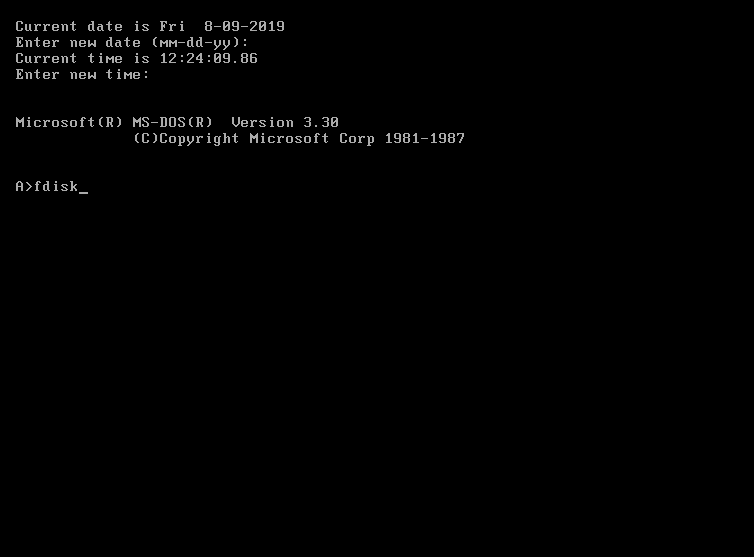 Current date is Fri  8-09-2019
Enter new date (mm-dd-yy):
Current time is 12:24:09.86
Enter new time:
Microsoft(R) MS-DOS(R)  Version 3.30
(C)Copyright Microsoft Corp 1981-1987
A>fdisk_